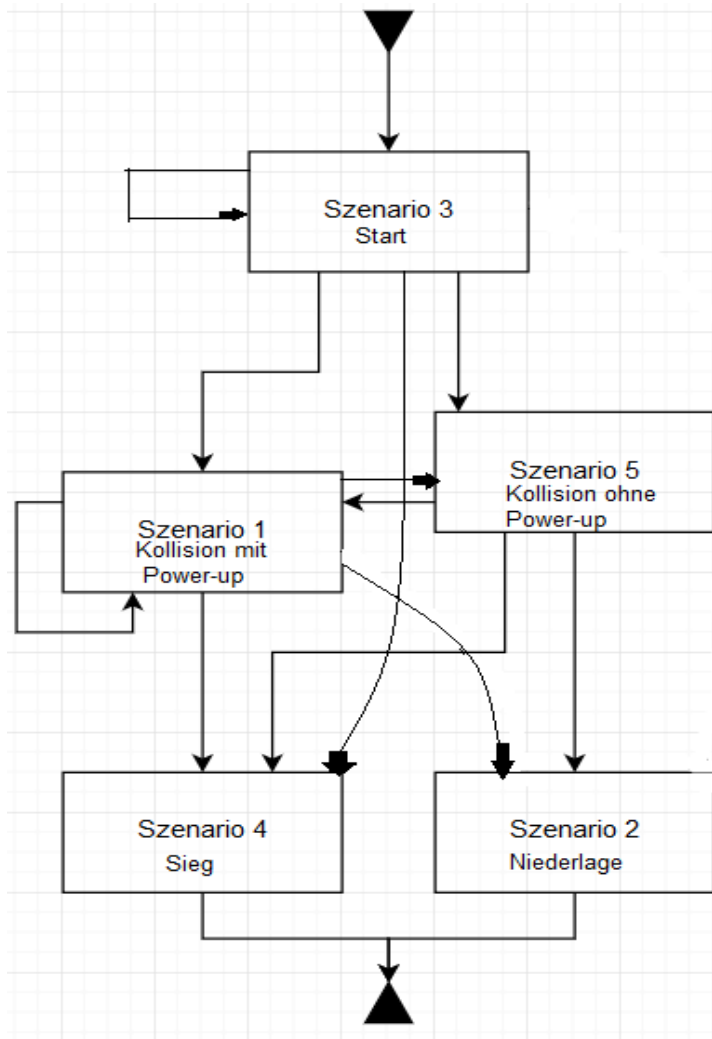 Szenario 3
Start
Szenario 5
Kollision ohne
Power-up
Szenario 1
Kollision mit
Power-up
Szenario 4
Sieg
Szenario 2
Niederlage